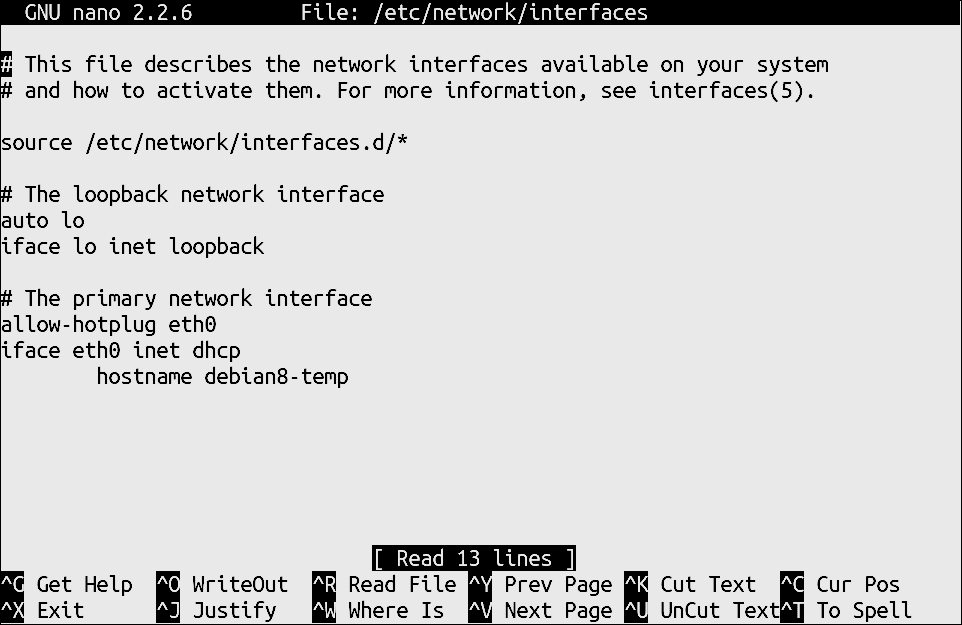 GNU nano 2.2.6 File: /etc/network/interfaces
# This file describes the network interfaces available on your system
# and how to activate them. For more information, see interfaces(5).
source /etc/network/interfaces.d/*
# The loopback network interface
auto lo
iface lo inet loopback
# The primary network interface
allow-hotplug eth0
iface eth0 inet dhcp
hostname debian8-temp
[ Read 13 lines ]
^G Get Help ^O WriteOut ^R Read File ^Y Prev Page ^K Cut Text ^C Cur Pos
^X Exit ^J Justify ^W Where Is ^V Next Page ^U UnCut Text^T To Spell